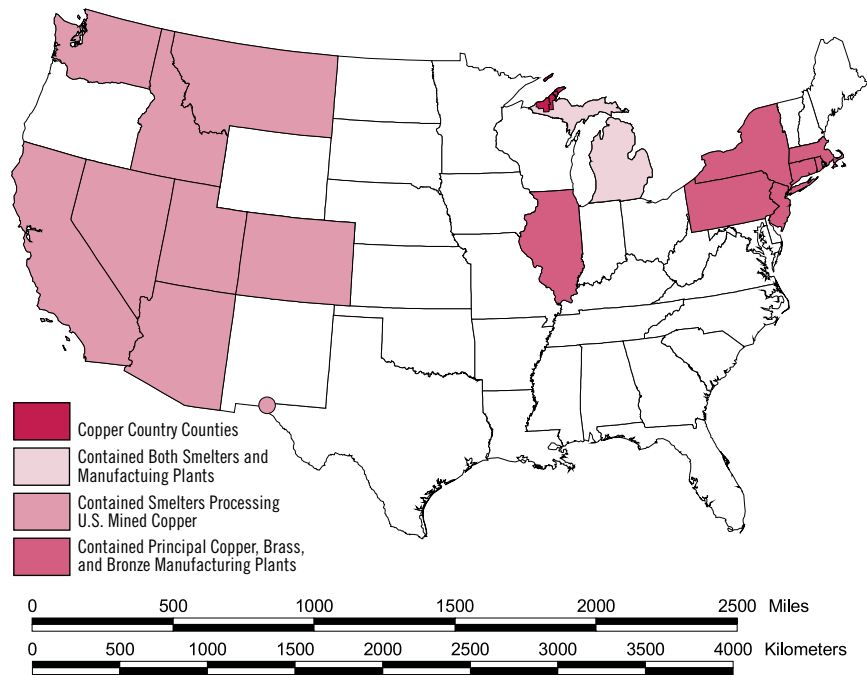 Copper Country Counties
Contained Both Smelters and
Manufactuing Plants
Contained Smelters Processing
U.S. Mined Copper
Contained Principal Copper, Brass,
and Bronze Manufacturing Plants
0 500 1000 1500 2000 2500 Miles
0 500 1000 1500 2000 2500 3000 3500 4000 Kilometers